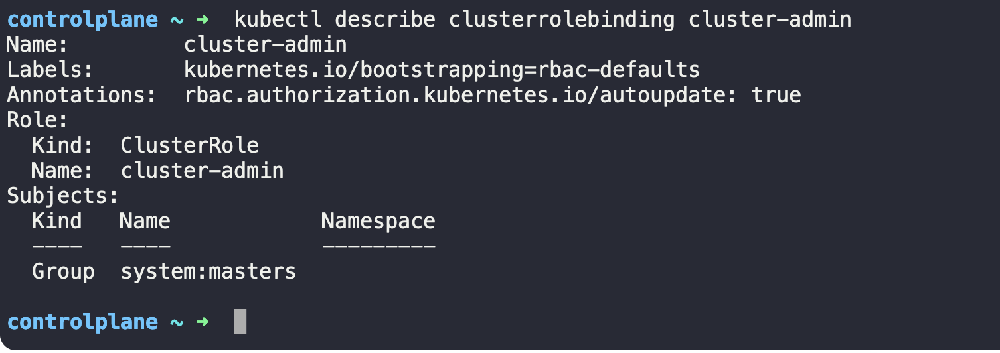 controlplane ~ ➜  kubectl describe clusterrolebinding cluster-admin
Name:         cluster-admin
Labels:       kubernetes.io/bootstrapping=rbac-defaults
Annotations:  rbac.authorization.kubernetes.io/autoupdate: true
Role:
  Kind:  ClusterRole
  Name:  cluster-admin
Subjects:
  Kind   Name            Namespace
  ----   ----            ---------
  Group  system:masters

controlplane ~ ➜